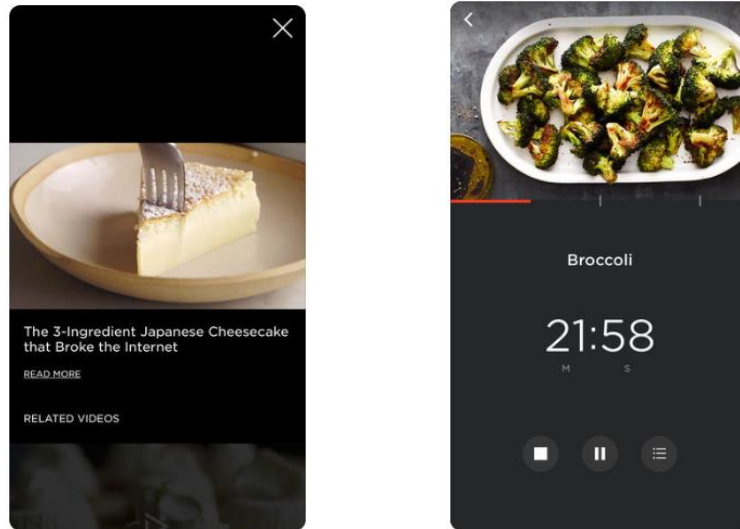 The 3-Ingredient Japanese Cheesecake
that Broke the Internet
READ MORE
RELATED VIDEOS
Broccoli
21:58
M S